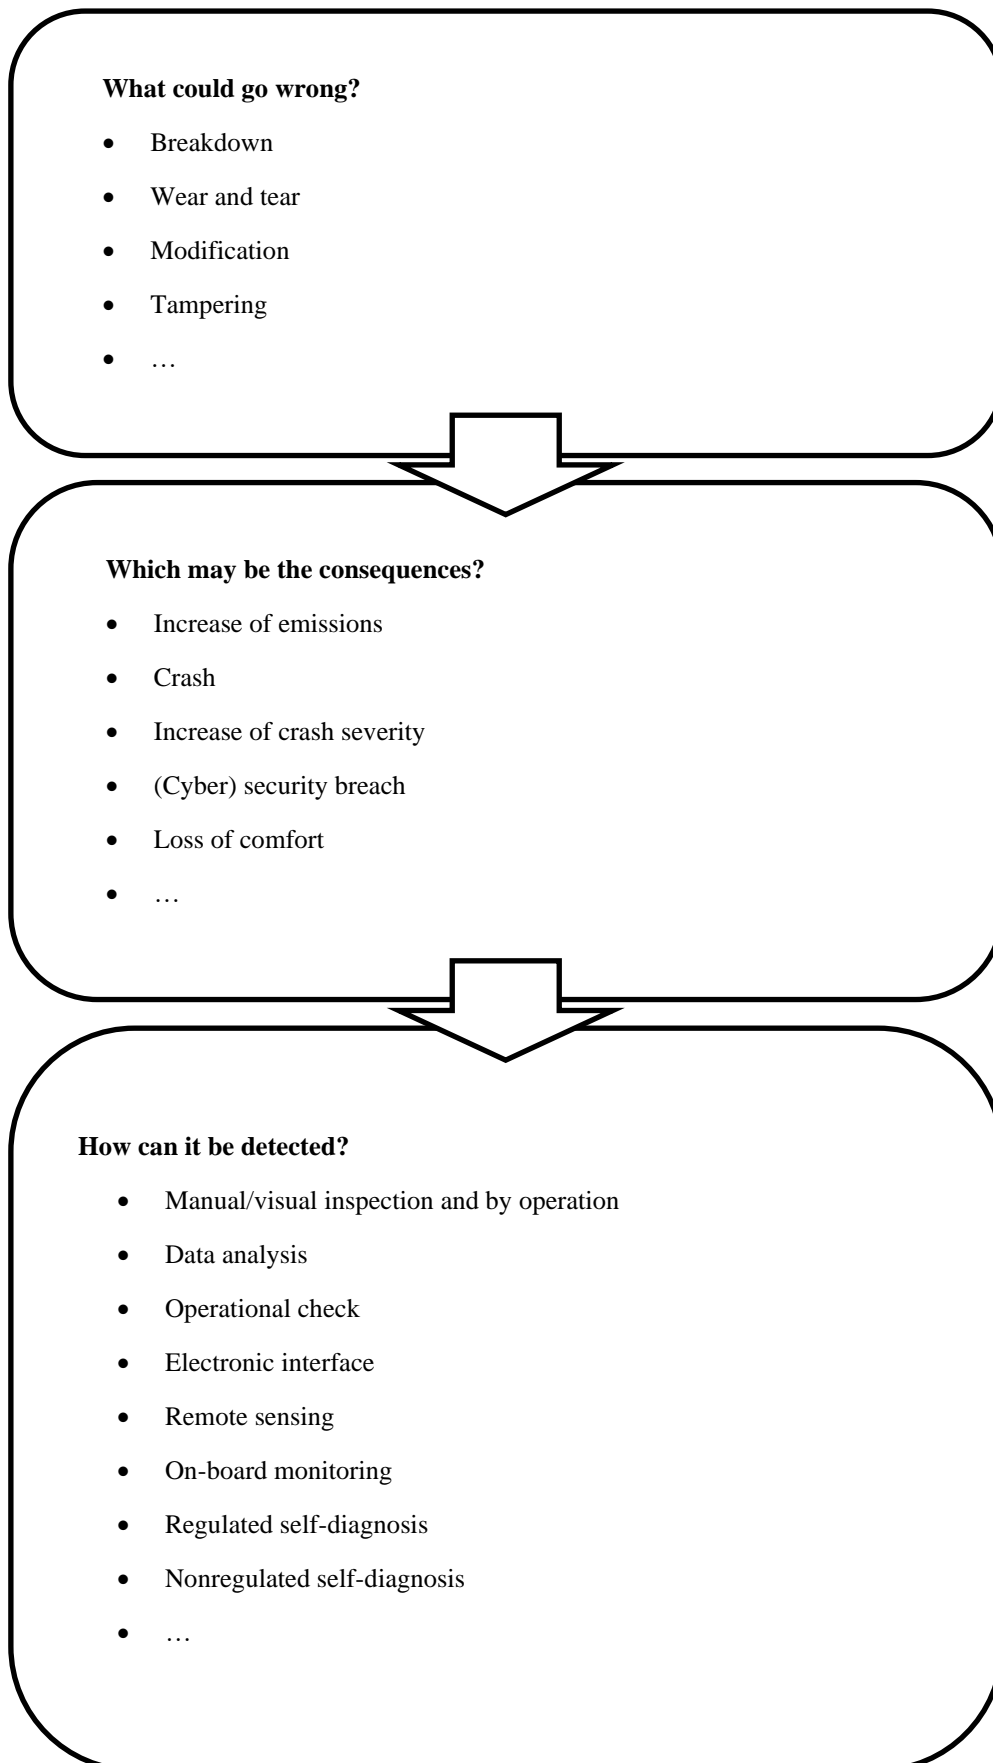 What could go wrong?
• Breakdown
• Wear and tear
• Modification
• Tampering
• …
Which may be the consequences?
• Increase of emissions
• Crash
• Increase of crash severity
• (Cyber) security breach
• Loss of comfort
• …
How can it be detected?
• Manual/visual inspection and by operation
• Data analysis
• Operational check
• Electronic interface
• Remote sensing
• On-board monitoring
• Regulated self-diagnosis
• Nonregulated self-diagnosis
• …